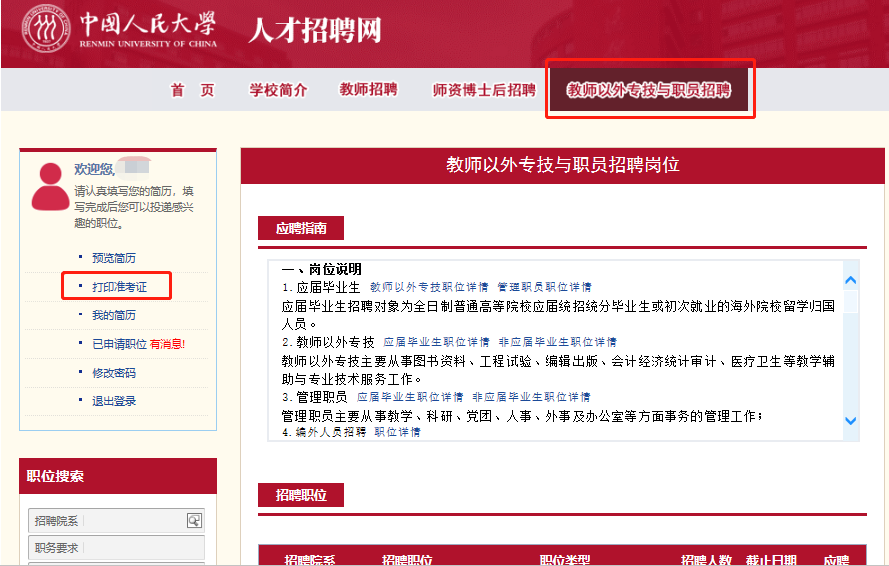 中国人民大学
RENMIN UNIVERSITY OF CHINA
人才招聘网
首 页 学校简介 教师招聘 师资博士后招聘 教师以外专技与职员招聘
欢迎您,
请认真填写您的简历，填
写完成后您可以投递感兴
趣的职位。
预览简历
打印准考证
我的简历
已申请职位 有消息!
修改密码
退出登录
职位搜索
招聘院系
职务要求
教师以外专技与职员招聘岗位
应聘指南
一、岗位说明
1.应届毕业生 教师以外专技职位详情 管理职员职位详情
应届毕业生招聘对象为全日制普通高等院校应届统招统分毕业生或初次就业的海外院校留学归国
人员。
2.教师以外专技 应届毕业生职位详情 非应届毕业生职位详情
教师以外专技主要从事图书资料、工程试验、编辑出版、会计经济统计审计、医疗卫生等教学辅
助与专业技术服务工作。
3.管理职员 应届毕业生职位详情 非应届毕业生职位详情
管理职员主要从事教学、科研、党团、人事、外事及办公室等方面事务的管理工作；
4.编外人员招聘 职位详情
招聘职位
招聘院系 招聘职位 职位类型 招聘人数 截止日期 应聘